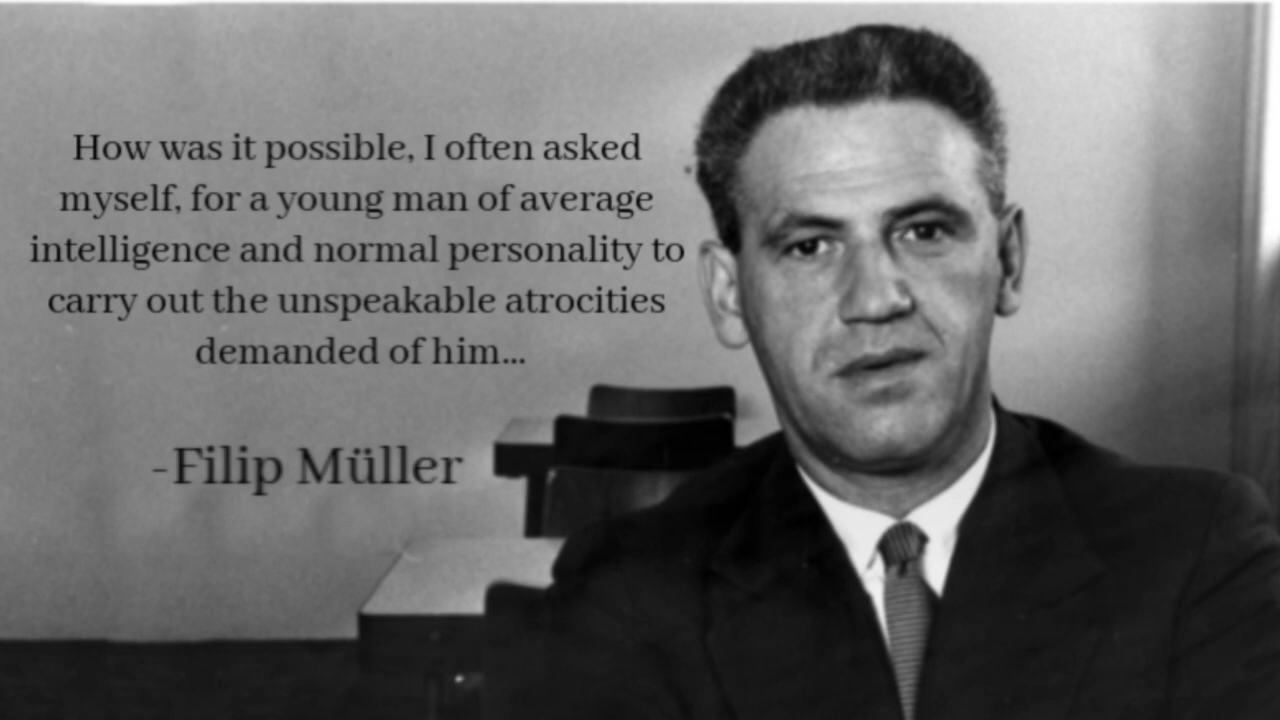 How was it possible, I often asked
myself, for a young man of average
intelligence and normal personality to
carry out the unspeakable atrocities
demanded of him...
-Filip Müller